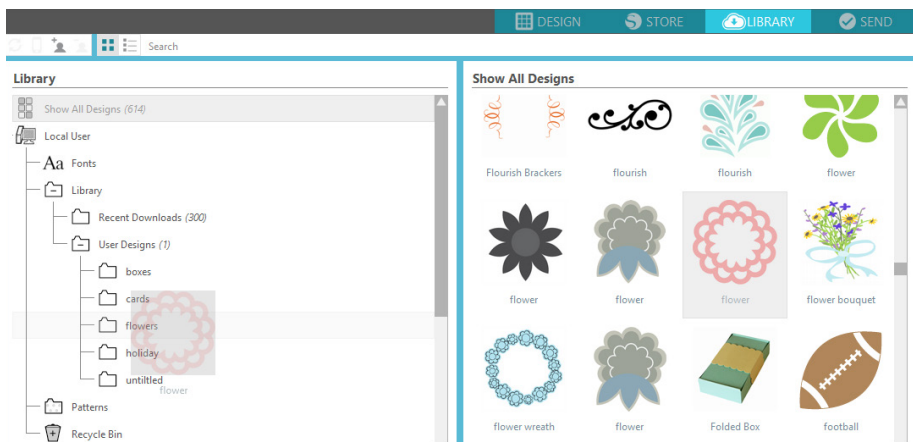 DESIGN
STORE
LIBRARY
SEND
Search
Library
Show All Designs (614)
Local User
Aa Fonts
Library
Recent Downloads (300)
User Designs (1)
boxes
cards
flowers
holiday
untitled
flower
Patterns
Recycle Bin
Show All Designs
Flourish Brackers
flourish
flourish
flower
flower
flower
flower
flower bouquet
flower wreath
flower
Folded Box
football